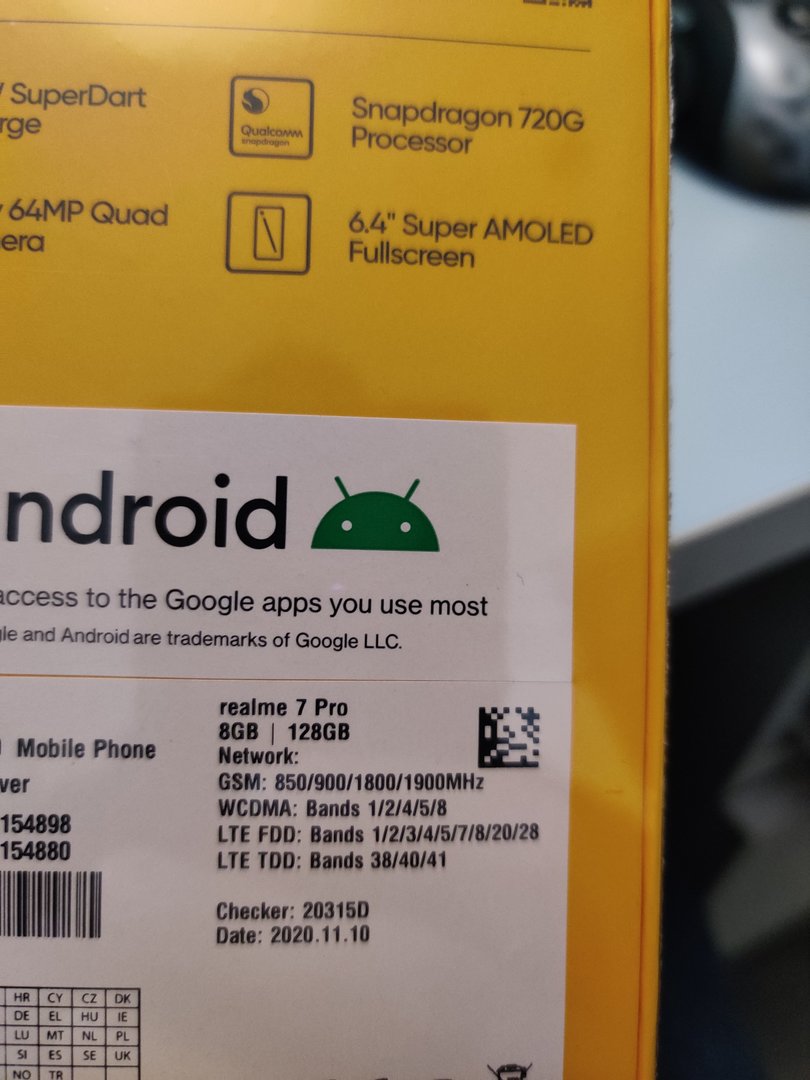 SuperDart
rge
Qualcomm
snapdragon
Snapdragon 720G
Processor
64MP Quad
era
6.4" Super AMOLED
Fullscreen
ndroid
access to the Google apps you use most
gle and Android are trademarks of Google LLC.
Mobile Phone
ver
154898
154880
realme 7 Pro
8GB | 128GB
Network:
GSM: 850/900/1800/1900MHz
WCDMA: Bands 1/2/4/5/8
LTE FDD: Bands 1/2/3/4/5/7/8/20/28
LTE TDD: Bands 38/40/41
Checker: 20315D
Date: 2020.11.10
HR CY CZ DK
DE EL HU IE
LU MT NL PL
SI ES SE UK
NO TR